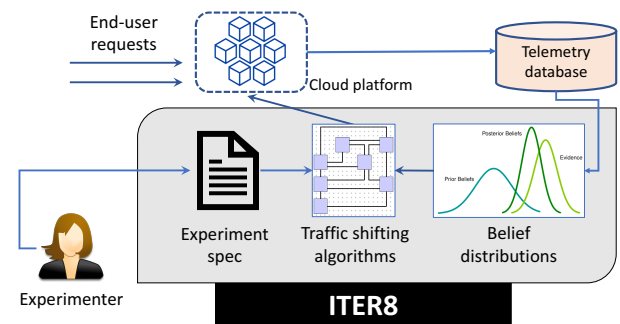 End-user
requests
Cloud platform
Telemetry
database
Posterior Beliefs
Evidence
Prior Beliefs
Experiment
spec
Traffic shifting
algorithms
Belief
distributions
Experimenter
ITER8